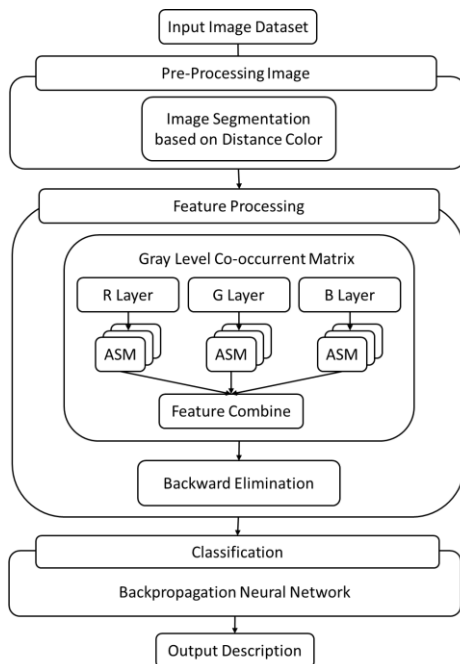 Input Image Dataset
Pre-Processing Image
Image Segmentation
based on Distance Color
Feature Processing
Gray Level Co-occurrent Matrix
R Layer
G Layer
B Layer
ASM
ASM
ASM
Feature Combine
Backward Elimination
Classification
Backpropagation Neural Network
Output Description